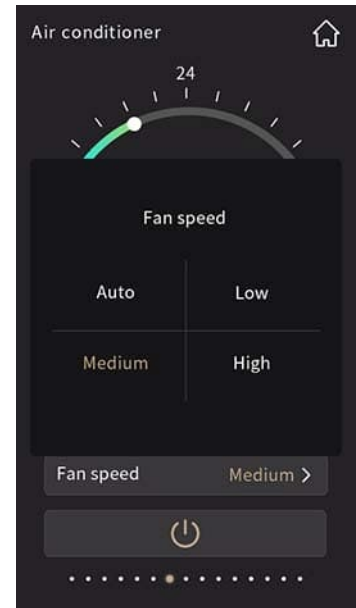 Air conditioner
24
Fan speed
Auto Low
Medium High
Fan speed Medium >